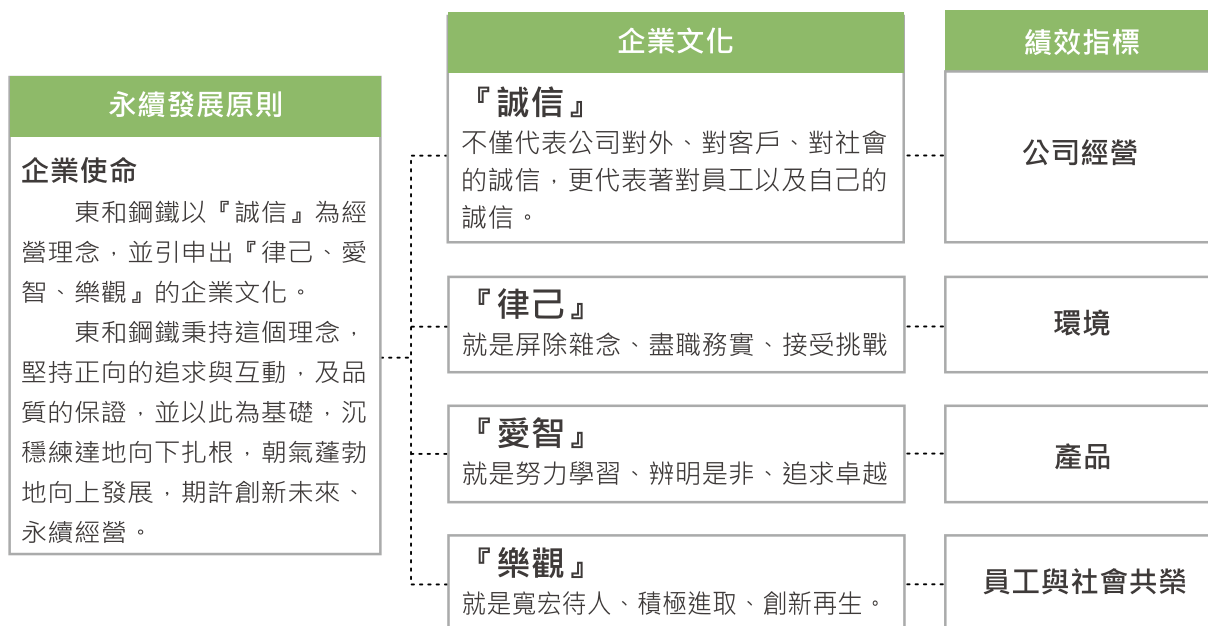 永續發展原則
企業使命
東和鋼鐵以『誠信』為經
營理念，並引申出『律己、愛
智、樂觀』的企業文化。
東和鋼鐵秉持這個理念，
堅持正向的追求與互動，及品
質的保證，並以此為基礎，沉
穩練達地向下扎根，朝氣蓬勃
地向上發展，期許創新未來、
永續經營。
企業文化
『誠信』
不僅代表公司對外、對客戶、對社會
的誠信，更代表著對員工以及自己的
誠信。
『律己』
就是屏除雜念、盡職務實、接受挑戰
『愛智』
就是努力學習、辨明是非、追求卓越
『樂觀』
就是寬宏待人、積極進取、創新再生。
績效指標
公司經營
環境
產品
員工與社會共榮